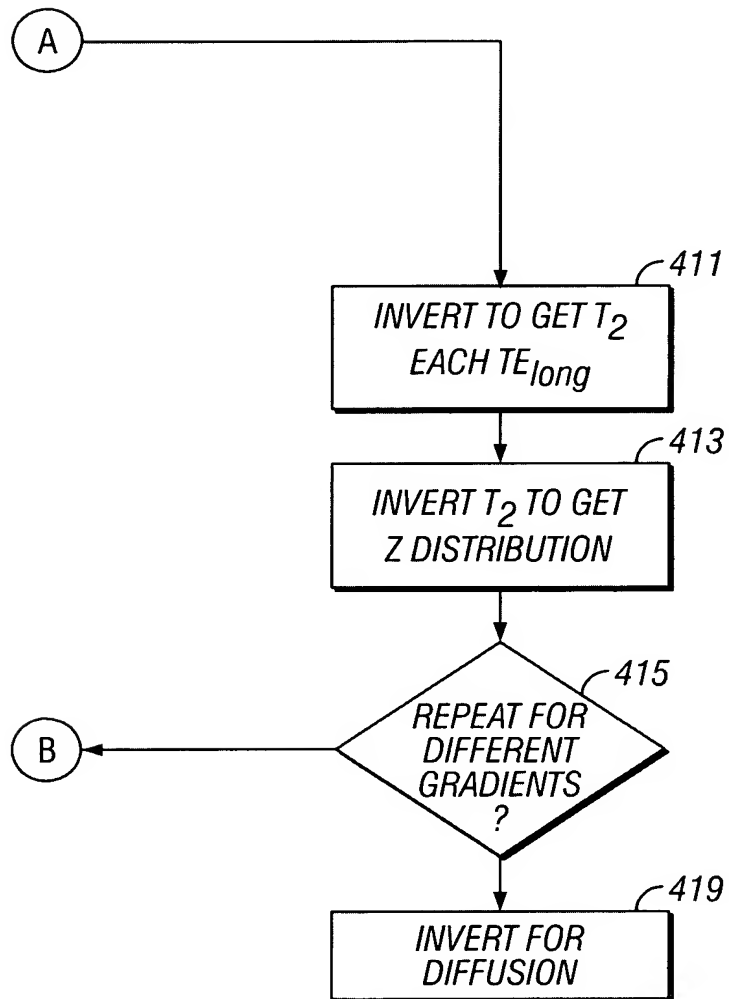 A
411
INVERT TO GET T2
EACH TElong
413
INVERT T2 TO GET
Z DISTRIBUTION
415
REPEAT FOR
DIFFERENT
GRADIENTS
?
B
419
INVERT FOR
DIFFUSION